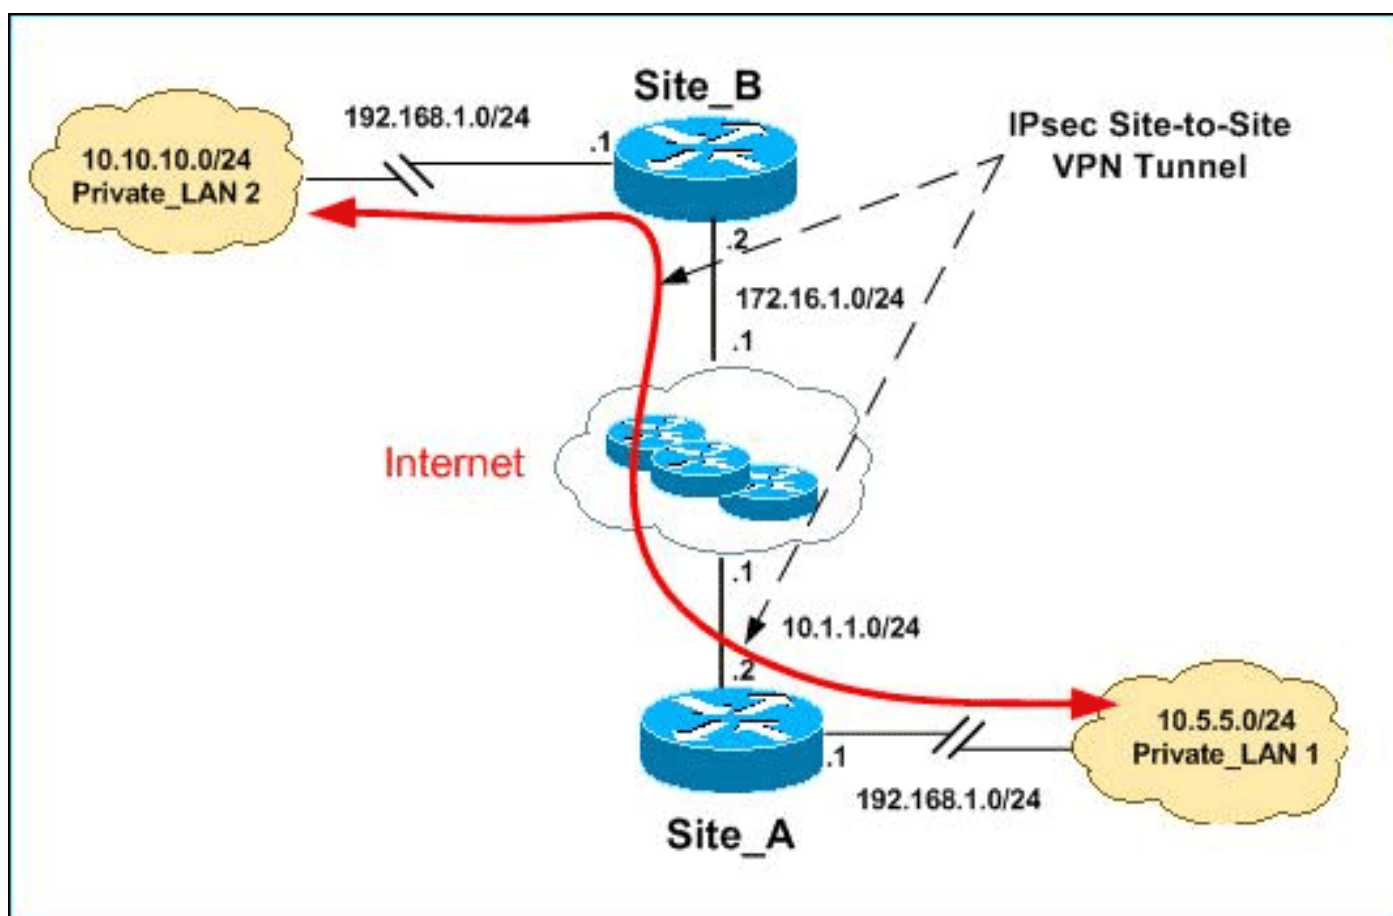 Site_B
192.168.1.0/24
.1
IPsec Site-to-Site
VPN Tunnel
10.10.10.0/24
Private_LAN 2
.2
172.16.1.0/24
.1
Internet
.1
10.1.1.0/24
.2
10.5.5.0/24
Private_LAN 1
.1
192.168.1.0/24
Site_A